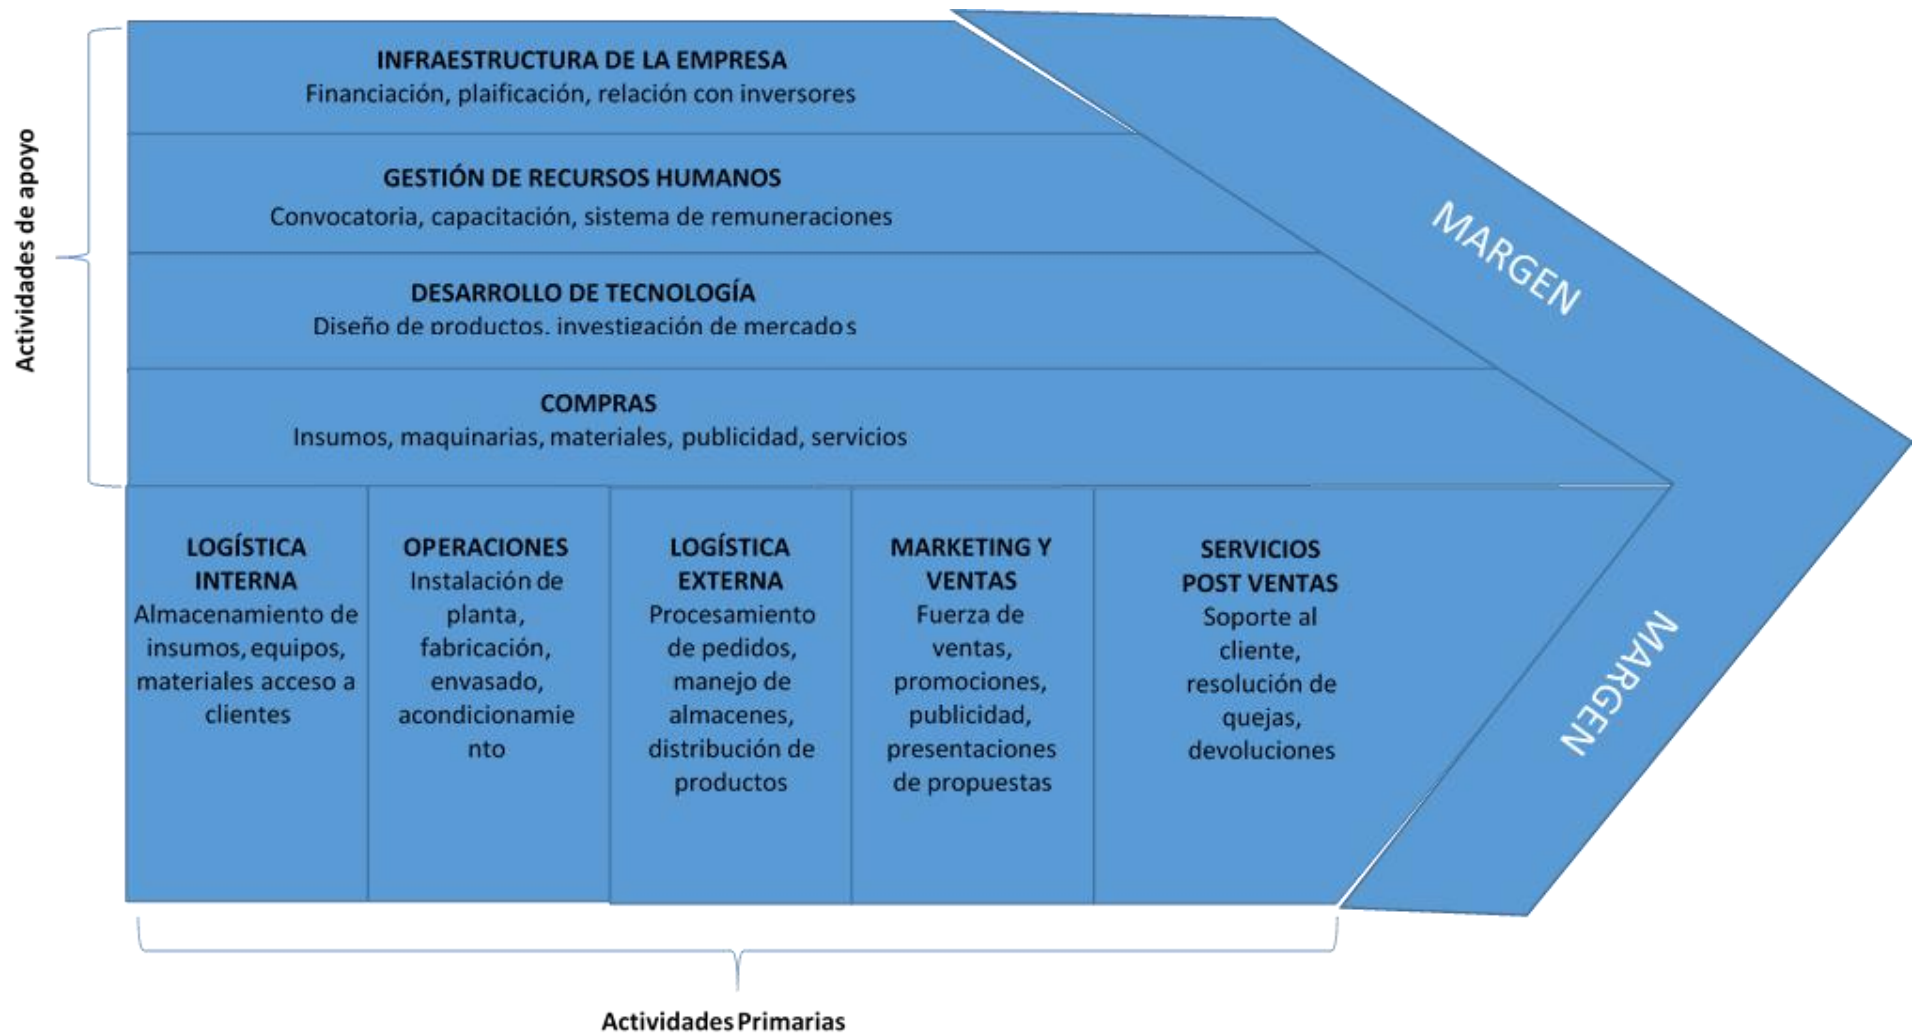 INFRAESTRUCTURA DE LA EMPRESA
Financiación, plaificación, relación con inversores
Actividades de apoyo
GESTIÓN DE RECURSOS HUMANOS
Convocatoria, capacitación, sistema de remuneraciones
DESARROLLO DE TECNOLOGÍA
Diseño de productos, investigación de mercados
COMPRAS
Insumos, maquinarias, materiales, publicidad, servicios
MARGEN
LOGÍSTICA
INTERNA
Almacenamiento de
insumos, equipos,
materiales acceso a
clientes
OPERACIONES
Instalación de
planta,
fabricación,
envasado,
acondicionamie
nto
LOGÍSTICA
EXTERNA
Procesamiento
de pedidos,
manejo de
almacenes,
distribución de
productos
MARKETING Y
VENTAS
Fuerza de
ventas,
promociones,
publicidad,
presentaciones
de propuestas
SERVICIOS
POST VENTAS
Soporte al
cliente,
resolución de
quejas,
devoluciones
MARGEN
Actividades Primarias